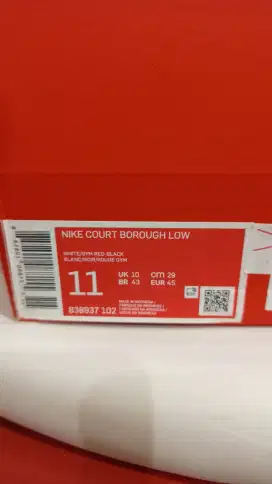 NIKE COURT BOROUGH LOW
WHITE/GYM RED-BLACK
BLANC/NOIR/ROUGE GYM
11
UK 10 cm 29
BR 43 EUR 45
838937 102